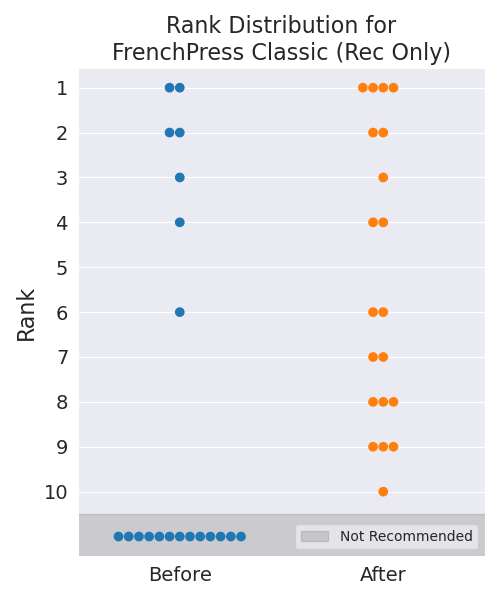 Rank Distribution for
FrenchPress Classic (Rec Only)
1
2
3
4
5
6
7
8
9
10
Rank
Not Recommended
Before
After